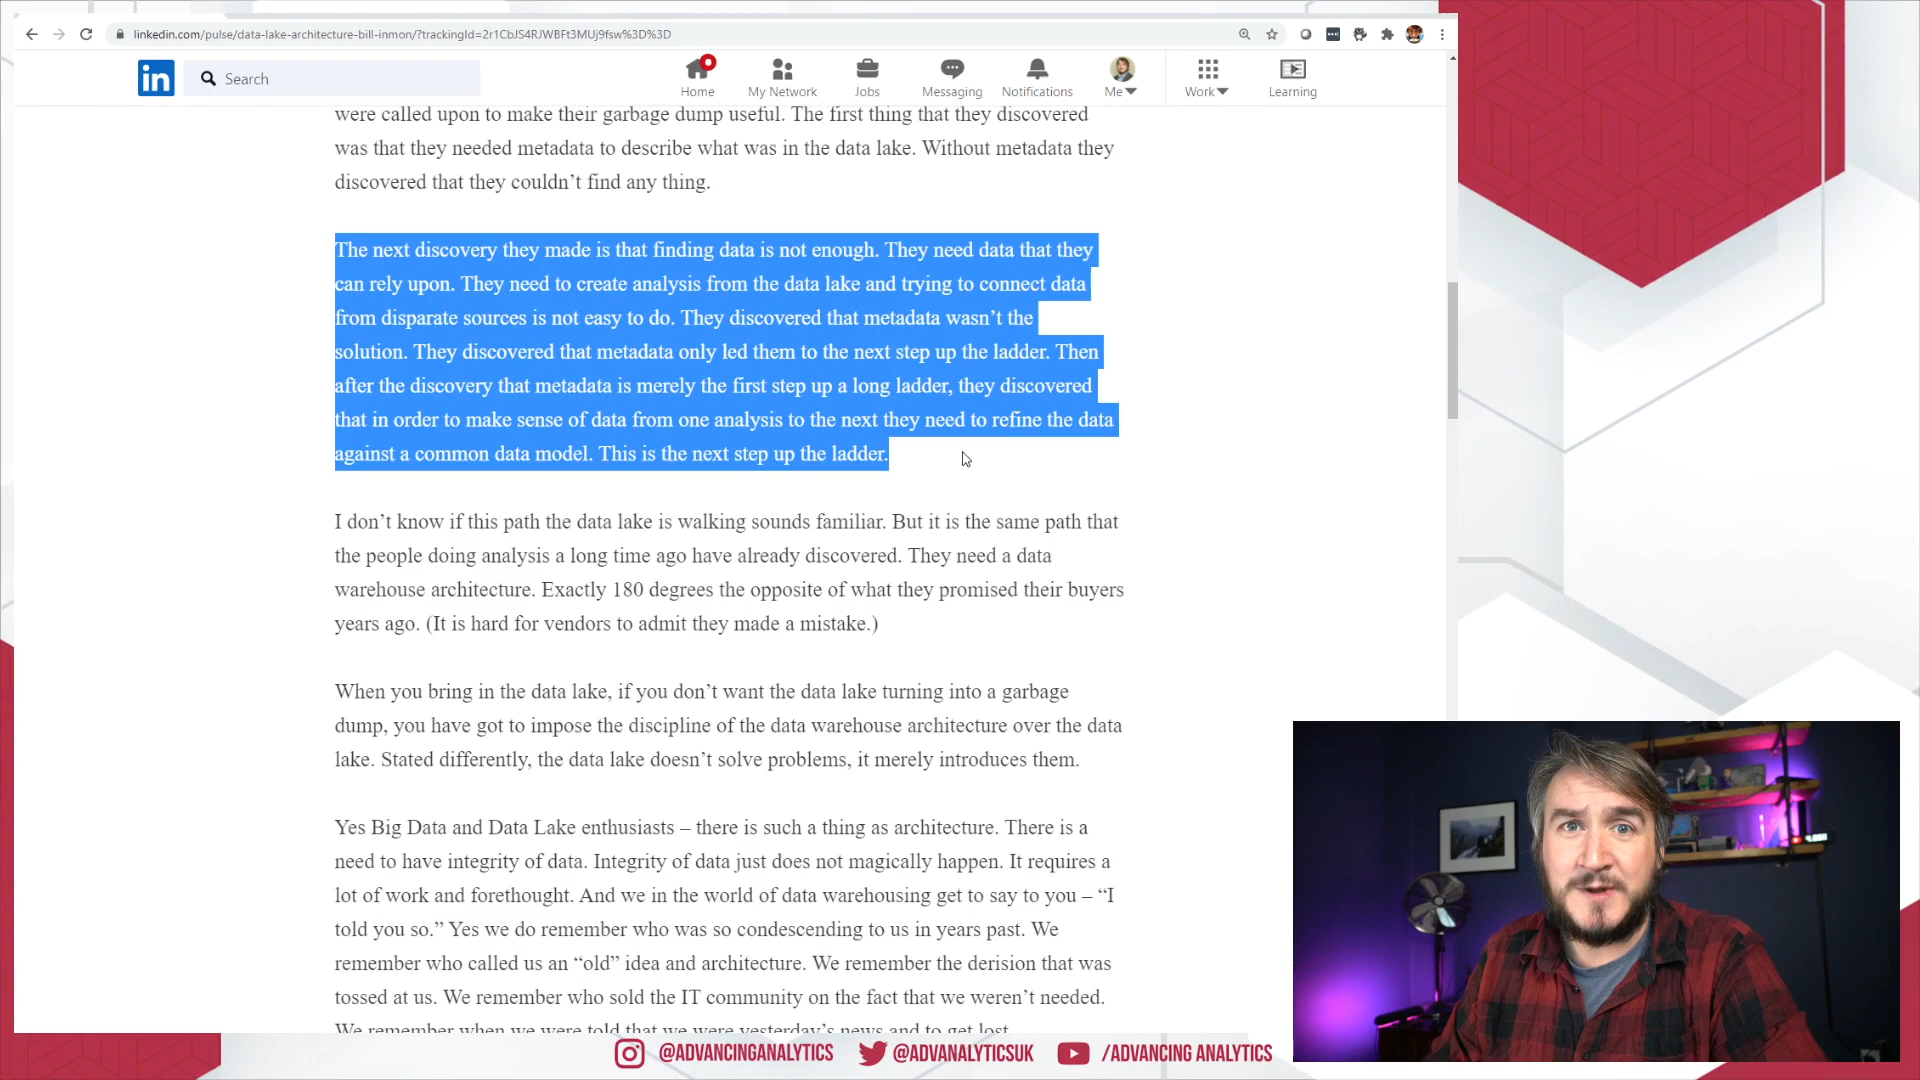 linkedin.com/pulse/data-lake-architecture-bill-inmon/?trackingId=2r1CbJS4RJWBFt3MUj9fsw%3D%3D
in
Search
Home
My Network
Jobs
Messaging
Notifications
Me
Work
Learning
were called upon to make their garbage dump useful. The first thing that they discovered
was that they needed metadata to describe what was in the data lake. Without metadata they
discovered that they couldn’t find any thing.
The next discovery they made is that finding data is not enough. They need data that they
can rely upon. They need to create analysis from the data lake and trying to connect data
from disparate sources is not easy to do. They discovered that metadata wasn’t the
solution. They discovered that metadata only led them to the next step up the ladder. Then
after the discovery that metadata is merely the first step up a long ladder, they discovered
that in order to make sense of data from one analysis to the next they need to refine the data
against a common data model. This is the next step up the ladder.
I don’t know if this path the data lake is walking sounds familiar. But it is the same path that
the people doing analysis a long time ago have already discovered. They need a data
warehouse architecture. Exactly 180 degrees the opposite of what they promised their buyers
years ago. (It is hard for vendors to admit they made a mistake.)
When you bring in the data lake, if you don’t want the data lake turning into a garbage
dump, you have got to impose the discipline of the data warehouse architecture over the data
lake. Stated differently, the data lake doesn’t solve problems, it merely introduces them.
Yes Big Data and Data Lake enthusiasts – there is such a thing as architecture. There is a
need to have integrity of data. Integrity of data just does not magically happen. It requires a
lot of work and forethought. And we in the world of data warehousing get to say to you – “I
told you so.” Yes we do remember who was so condescending to us in years past. We
remember who called us an “old” idea and architecture. We remember the derision that was
tossed at us. We remember who sold the IT community on the fact that we weren’t needed.
We remember when we were told that we were yesterday’s news and to get lost.
@ADVANCINGANALYTICS
@ADVANALYTICSUK
/ADVANCING ANALYTICS